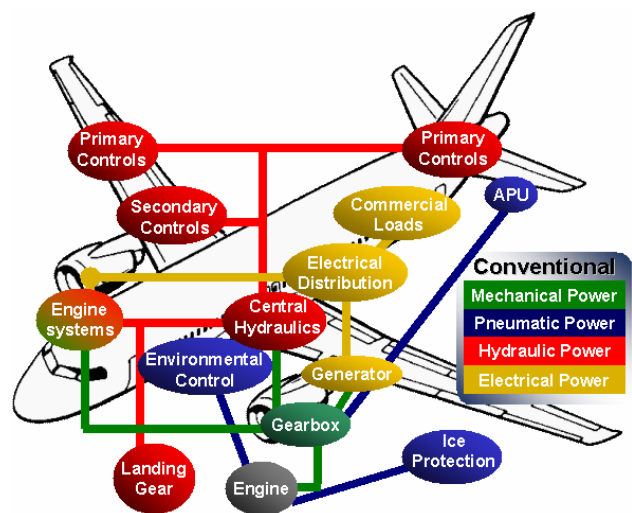 Primary
Controls
Primary
Controls
APU
Secondary
Controls
Commercial
Loads
Electrical
Distribution
Conventional
Mechanical Power
Pneumatic Power
Hydraulic Power
Electrical Power
Engine
systems
Central
Hydraulics
Environmental
Control
Generator
Gearbox
Landing
Gear
Engine
Ice
Protection